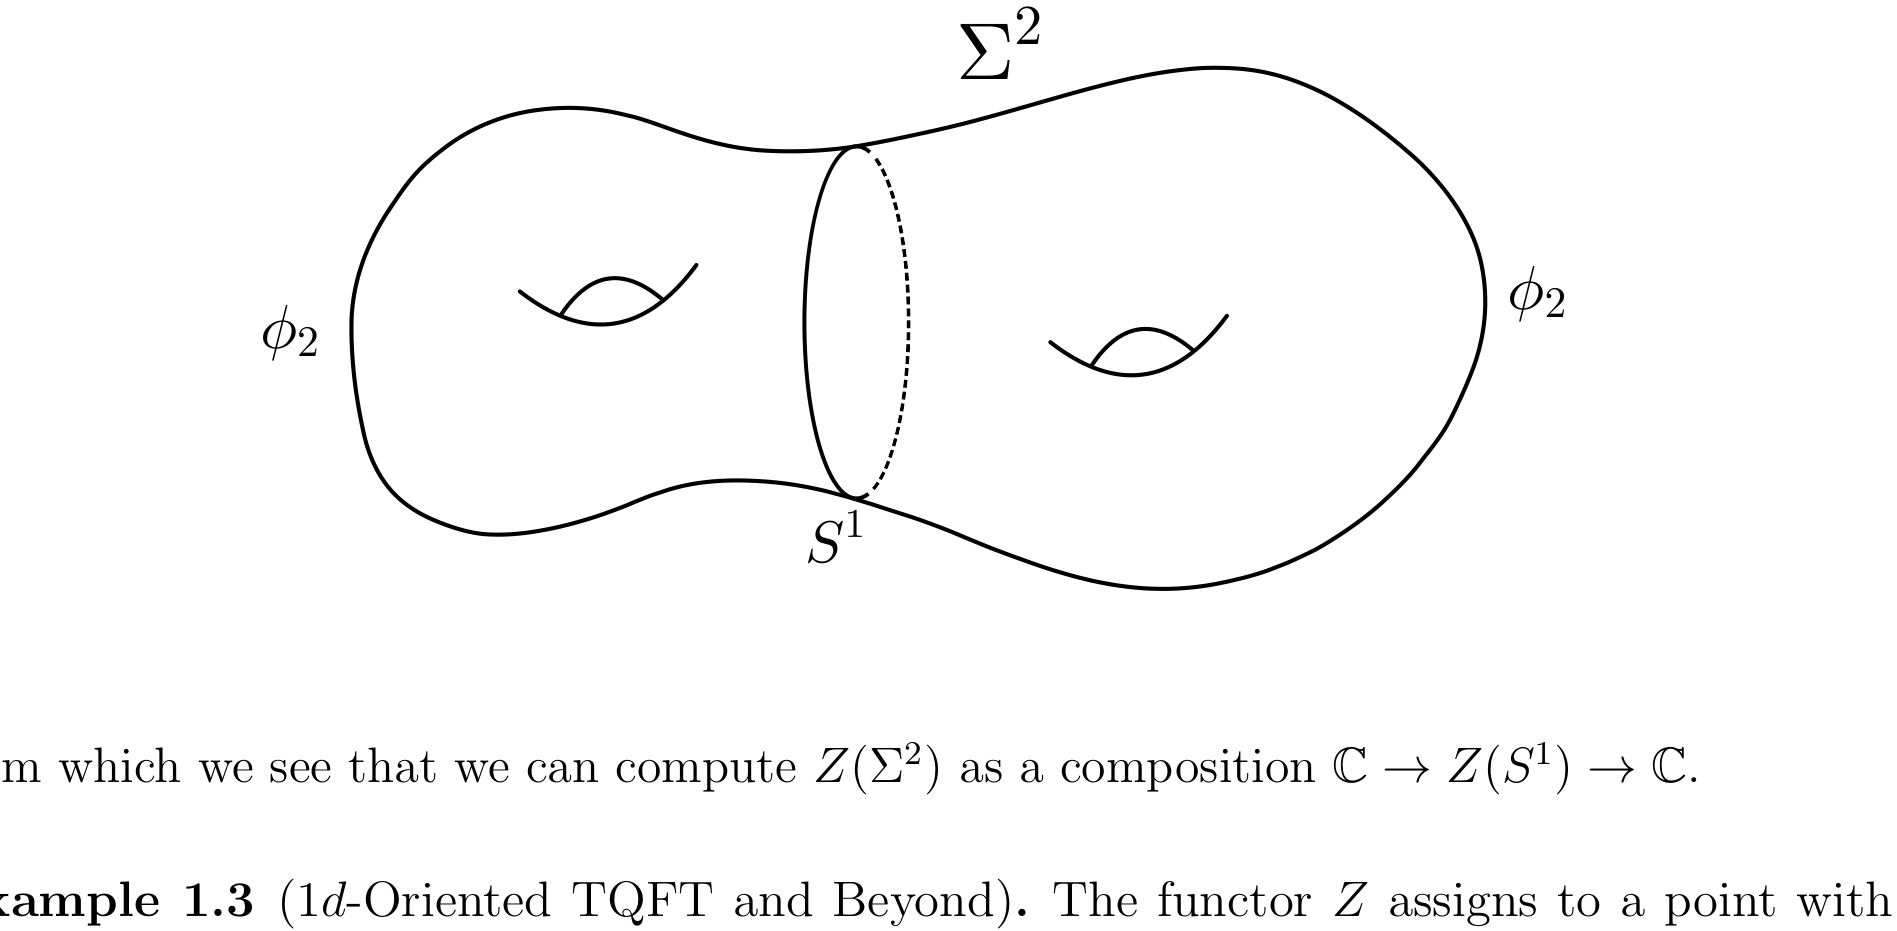 Σ²
ϕ₂
ϕ₂
S¹
m which we see that we can compute Z(Σ²) as a composition ℂ → Z(S¹) → ℂ.
xample 1.3 (1d-Oriented TQFT and Beyond). The functor Z assigns to a point with